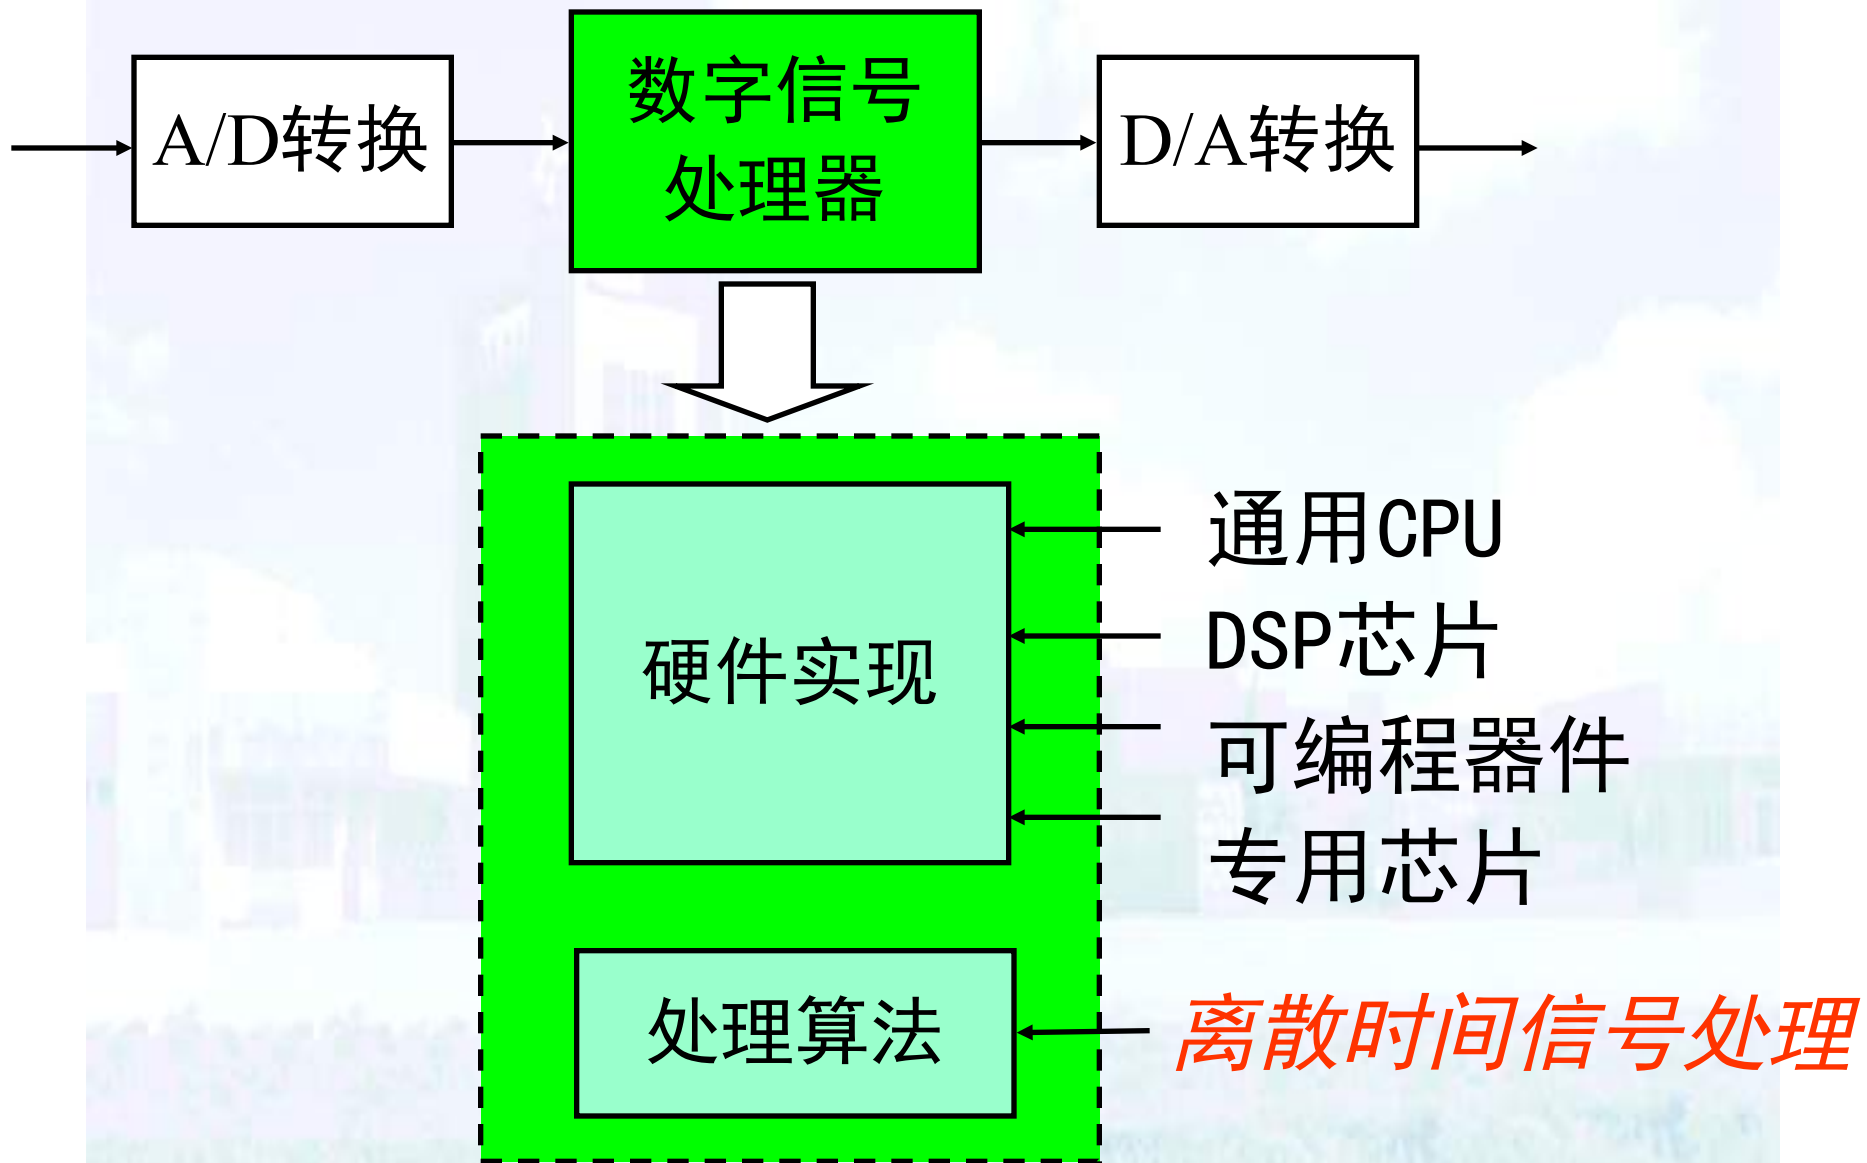 A/D转换
数字信号
处理器
D/A转换
硬件实现
通用CPU
DSP芯片
可编程器件
专用芯片
处理算法
离散时间信号处理